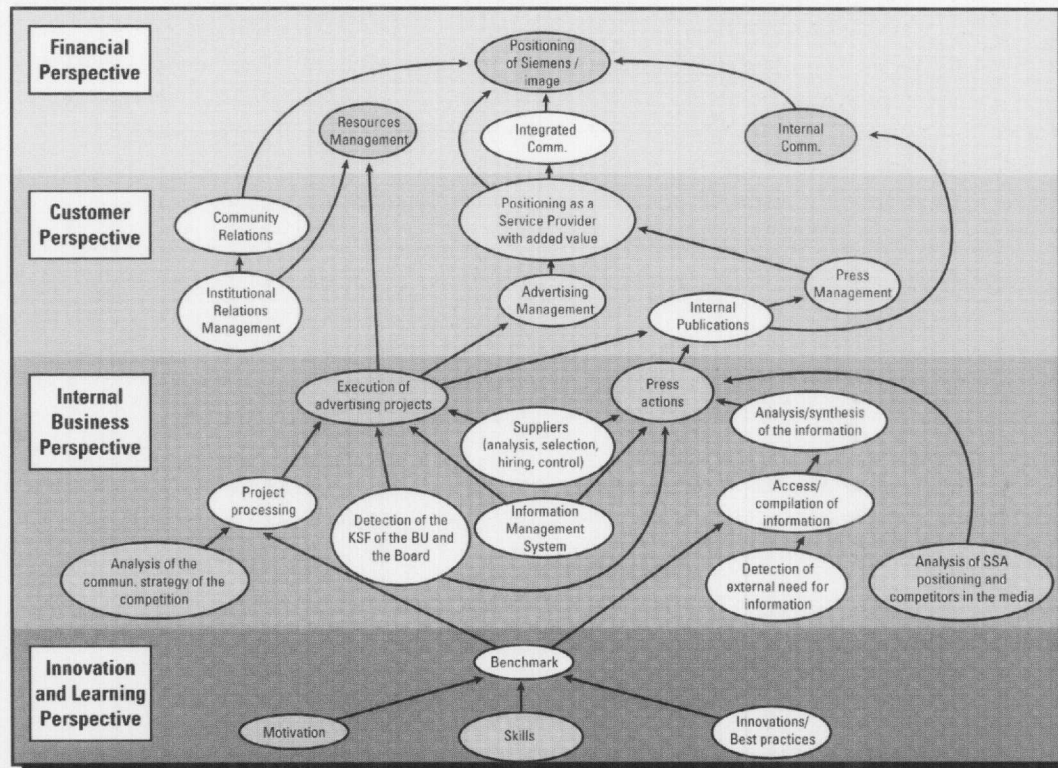 Financial
Perspective
Positioning
of Siemens /
image
Resources
Management
Integrated
Comm.
Internal
Comm.
Customer
Perspective
Community
Relations
Positioning as a
Service Provider
with added value
Institutional
Relations
Management
Advertising
Management
Internal
Publications
Press
Management
Internal
Business
Perspective
Execution of
advertising projects
Press
actions
Suppliers
(analysis, selection,
hiring, control)
Analysis/synthesis
of the information
Project
processing
Detection of the
KSF of the BU and
the Board
Information
Management
System
Access/
compilation of
information
Analysis of the
commun. strategy of the
competition
Detection of
external need for
information
Analysis of SSA
positioning and
competitors in the media
Innovation
and Learning
Perspective
Benchmark
Motivation
Skills
Innovations/
Best practices